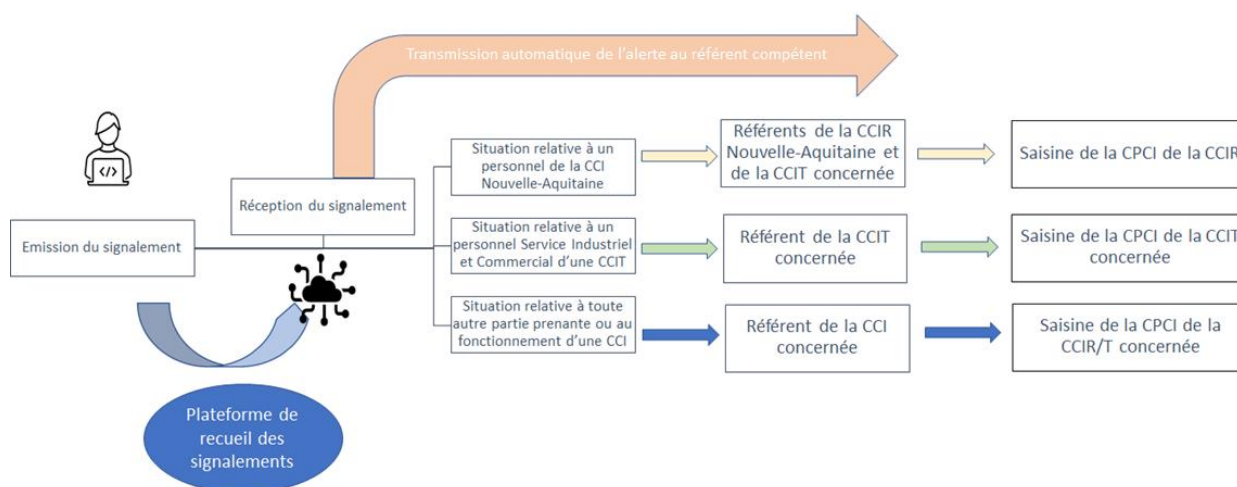 Transmission automatique de l'alerte au référent compétent
Situation relative à un
personnel de la CCI
Nouvelle-Aquitaine
Référents de la CCIR
Nouvelle-Aquitaine et
de la CCIT concernée
Saisine de la CPCI de la CCIR
Réception du signalement
Emission du signalement
Situation relative à un
personnel Service Industriel
et Commercial d'une CCIT
Référent de la CCIT
concernée
Saisine de la CPCI de la CCIT
concernée
Situation relative à toute
autre partie prenante ou au
fonctionnement d'une CCI
Référent de la CCI
concernée
Saisine de la CPCI de la
CCIR/T concernée
Plateforme de
recueil des
signalements